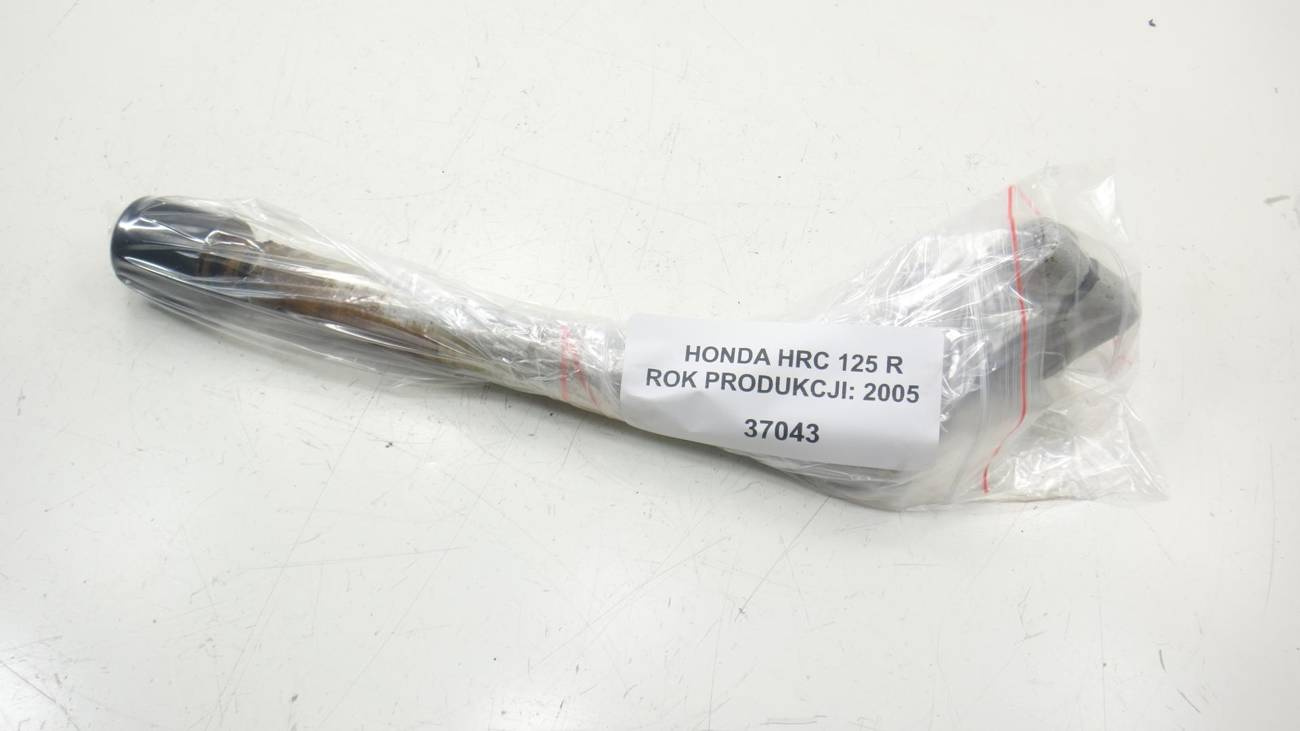 HONDA HRC 125 R
ROK PRODUKCJI: 2005
37043